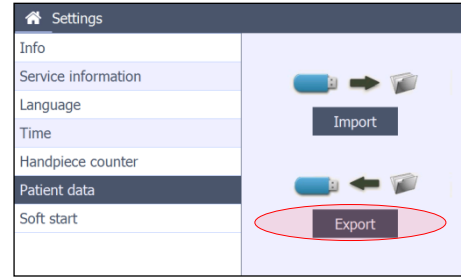 Settings
Info
Service information
Language
Time
Handpiece counter
Patient data
Soft start
Import
Export